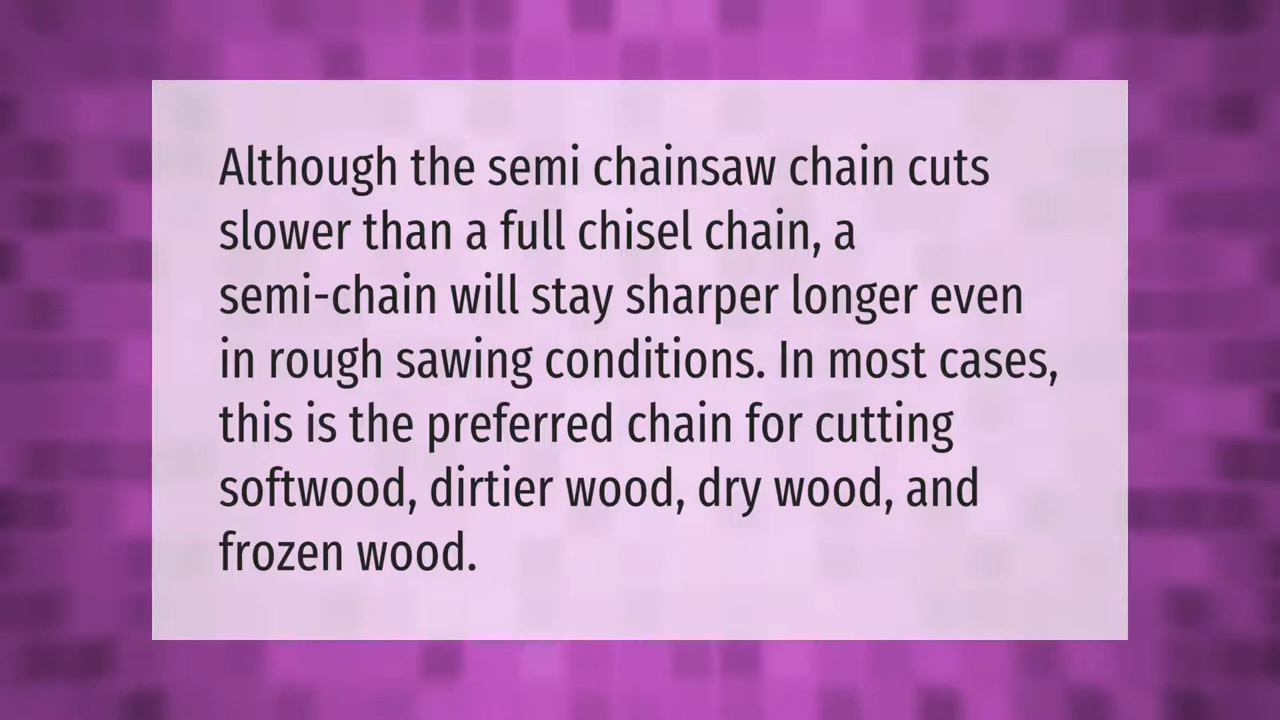 Although the semi chainsaw chain cuts
slower than a full chisel chain, a
semi-chain will stay sharper longer even
in rough sawing conditions. In most cases,
this is the preferred chain for cutting
softwood, dirtier wood, dry wood, and
frozen wood.